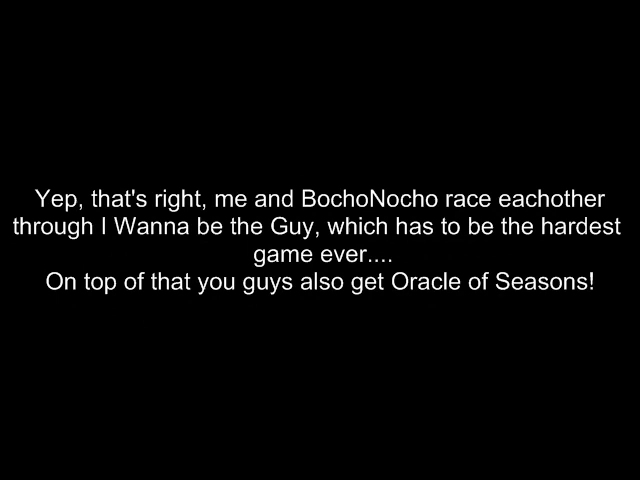 Yep, that's right, me and BochoNocho race eachother
through I Wanna be the Guy, which has to be the hardest
game ever....
On top of that you guys also get Oracle of Seasons!